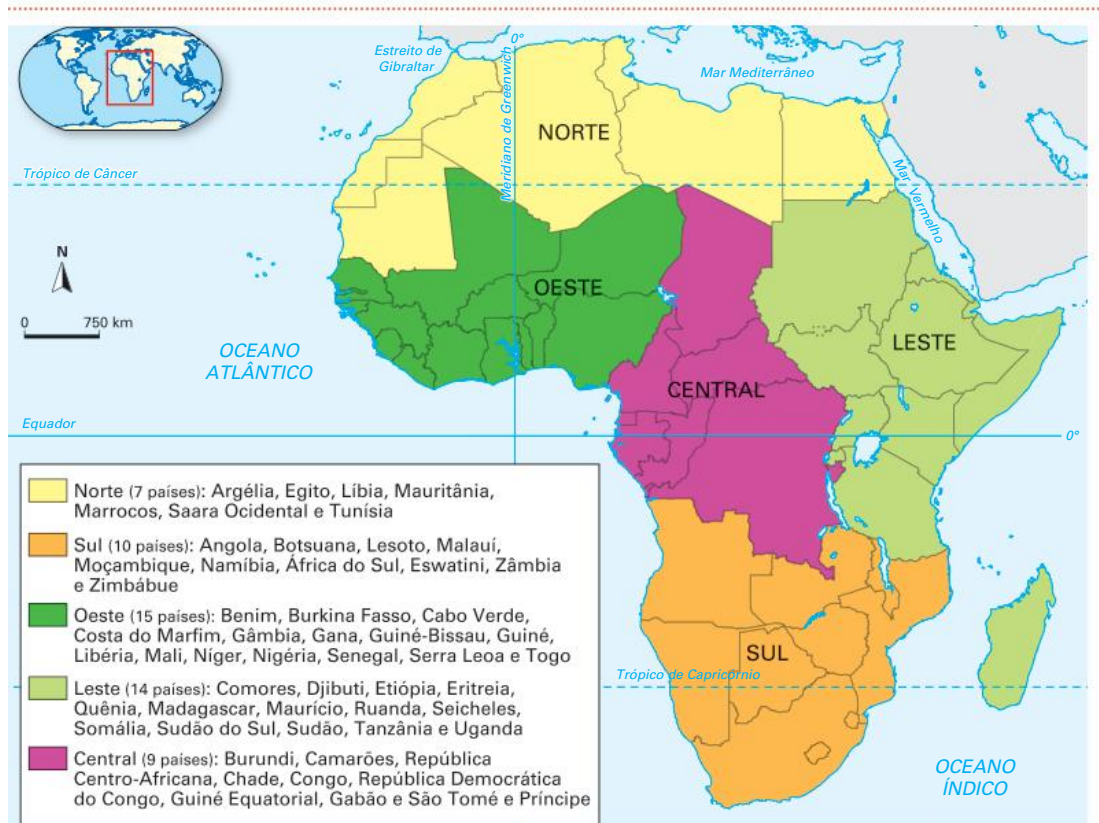 Estreito de
Gibraltar
0°
Meridiano de Greenwich
Mar Mediterrâneo
NORTE
Trópico de Câncer
Mar Vermelho
N
0 750 km
OESTE
OCEANO
ATLÂNTICO
LESTE
CENTRAL
Equador
0°
SUL
Trópico de Capricórnio
OCEANO
ÍNDICO
Norte (7 países): Argélia, Egito, Líbia, Mauritânia,
Marrocos, Saara Ocidental e Tunísia
Sul (10 países): Angola, Botsuana, Lesoto, Malauí,
Moçambique, Namíbia, África do Sul, Eswatini, Zâmbia
e Zimbábue
Oeste (15 países): Benim, Burkina Fasso, Cabo Verde,
Costa do Marfim, Gâmbia, Gana, Guiné-Bissau, Guiné,
Libéria, Mali, Níger, Nigéria, Senegal, Serra Leoa e Togo
Leste (14 países): Comores, Djibuti, Etiópia, Eritreia,
Quênia, Madagascar, Maurício, Ruanda, Seicheles,
Somália, Sudão do Sul, Sudão, Tanzânia e Uganda
Central (9 países): Burundi, Camarões, República
Centro-Africana, Chade, Congo, República Democrática
do Congo, Guiné Equatorial, Gabão e São Tomé e Príncipe